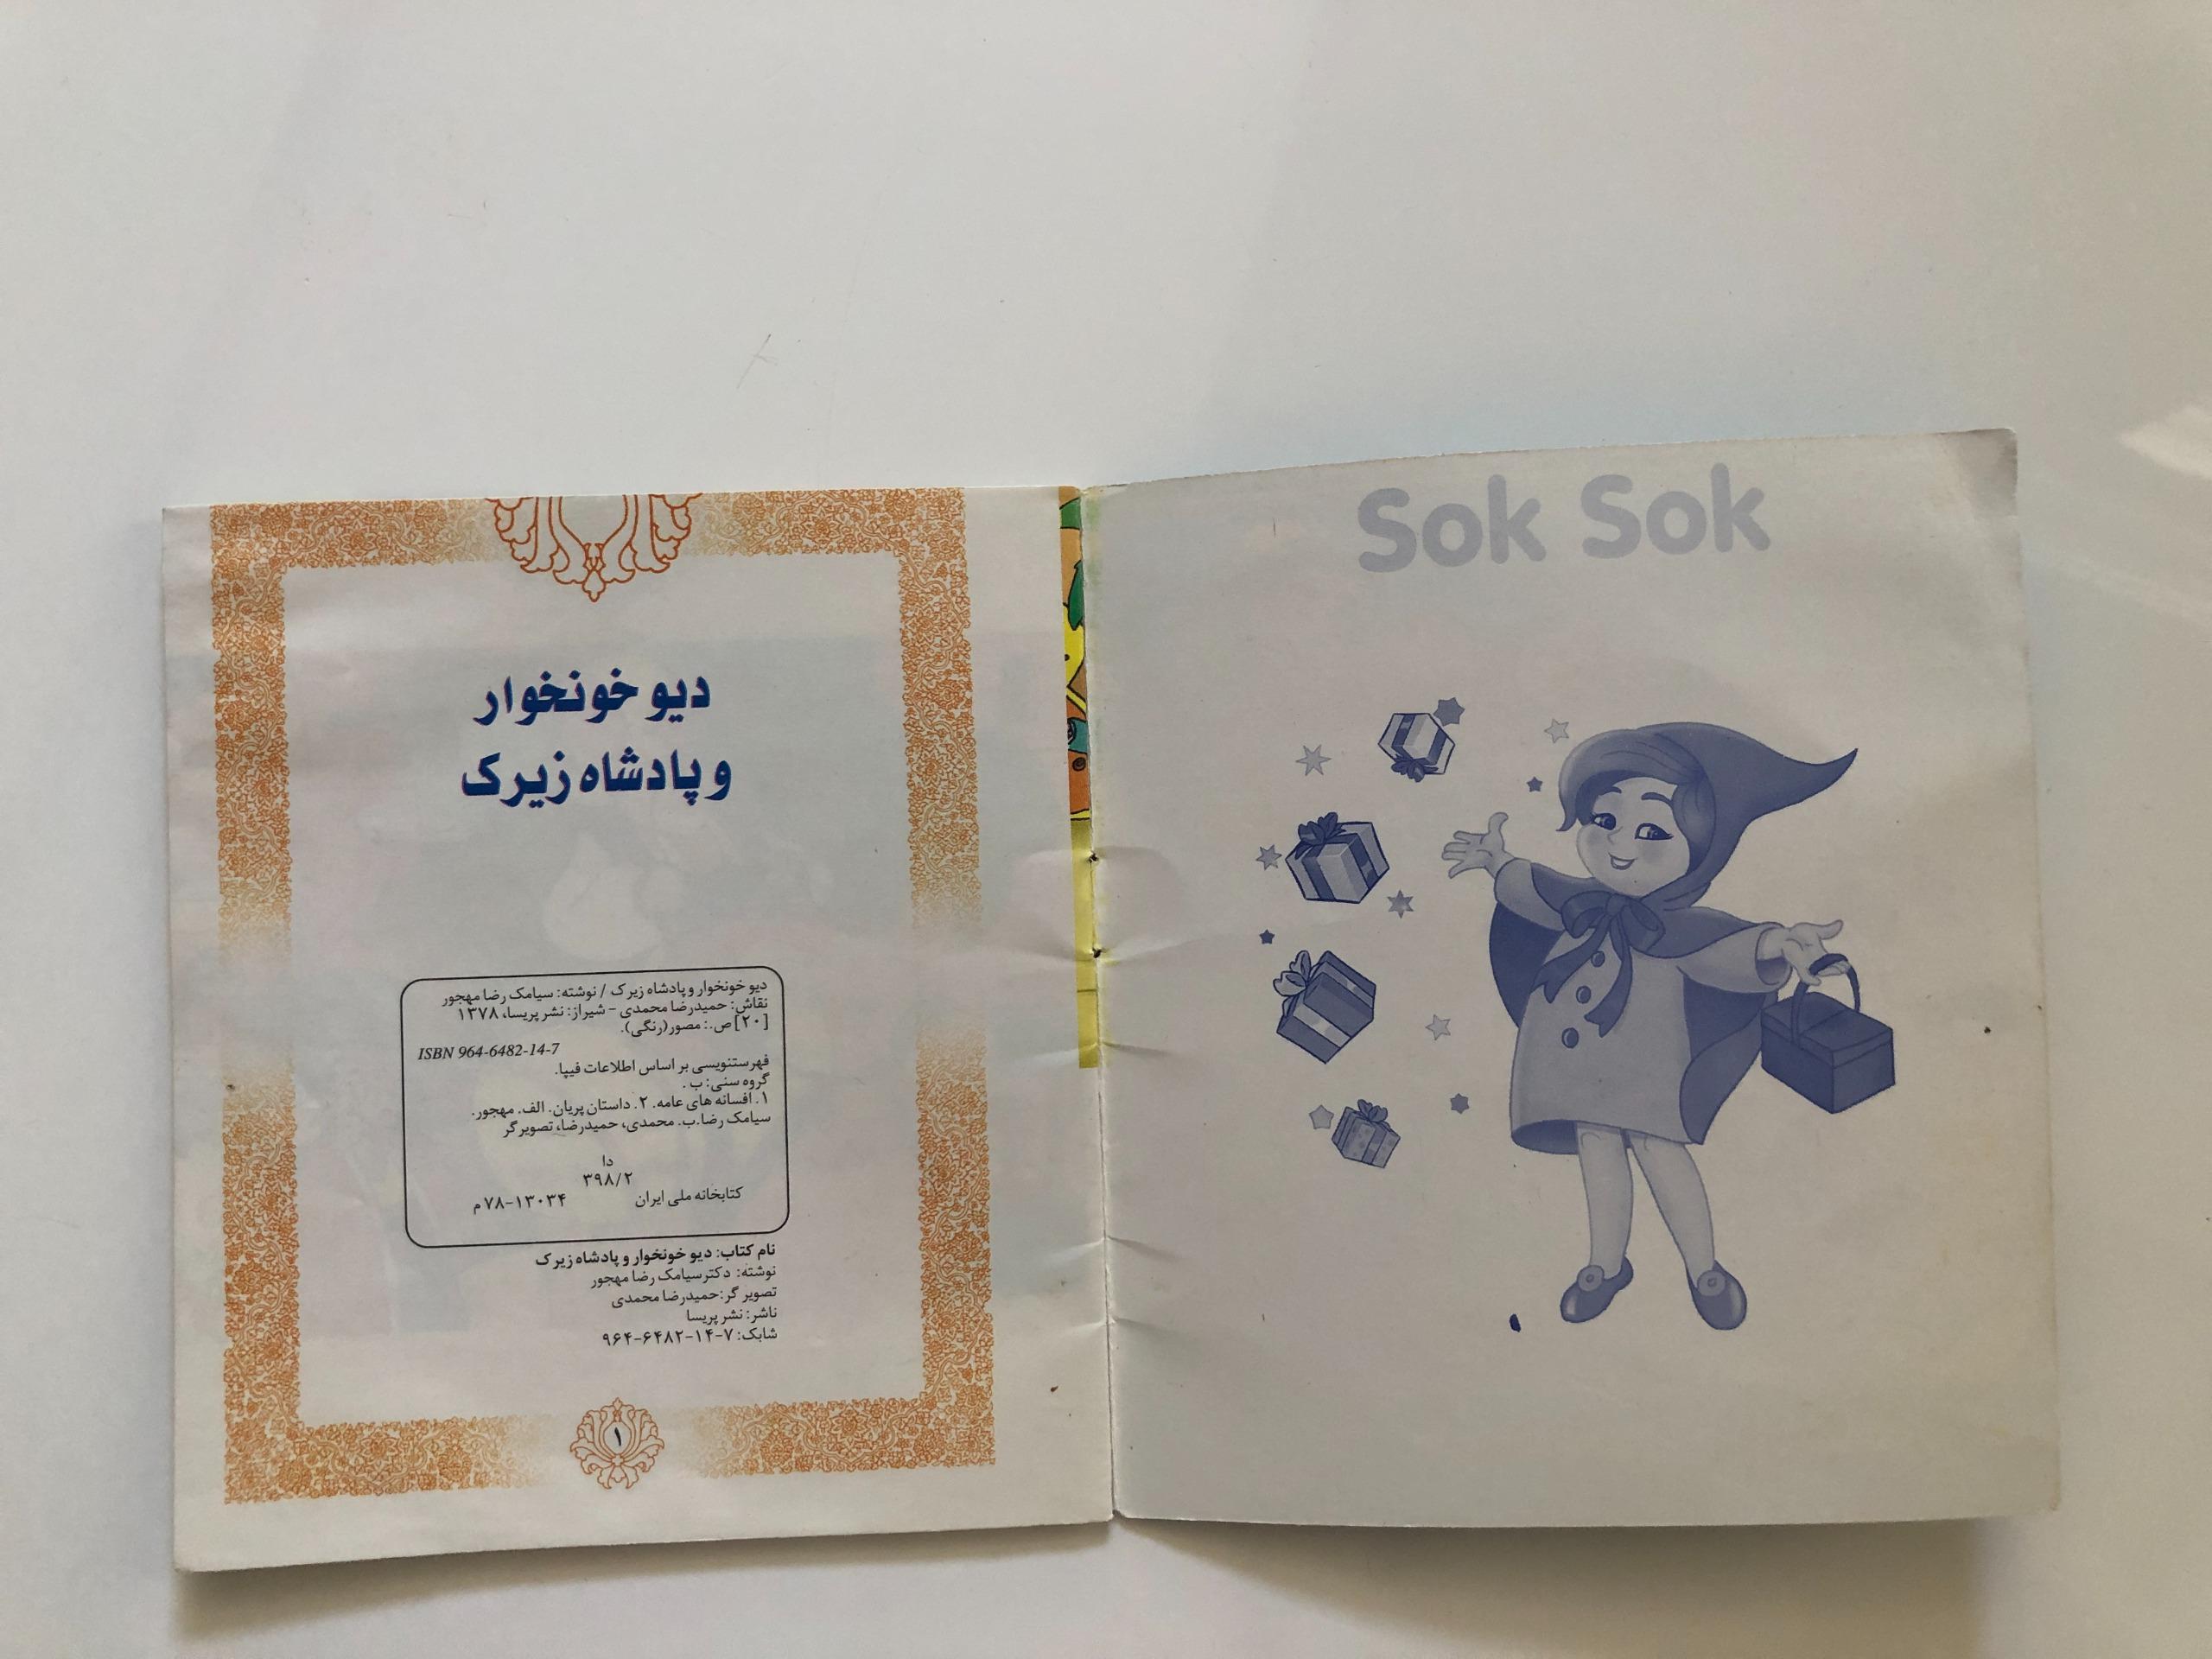 Sok Sok
دیو خونخوار
و پادشاه زیرک
دیو خونخوار و پادشاه زیرک / نوشته: سیامک رضا مهجور
نقاش: حمیدرضا محمدی - شیراز: نشر پریسا، ۱۳۷۸
[۲۰] ص.: مصور(رنگی).
ISBN 964-6482-14-7
فهرستنویسی بر اساس اطلاعات فیپا.
گروه سنی: ب .
۱. افسانه های عامه. ۲. داستان پریان. الف. مهجور.
سیامک رضا.ب. محمدی، حمیدرضا، تصویرگر
دا
۳۹۸/۲
کتابخانه ملی ایران ۷۸-۱۳۰۳۴ م
نام کتاب: دیو خونخوار و پادشاه زیرک
نوشته: دکتر سیامک رضا مهجور
تصویر گر: حمیدرضا محمدی
ناشر: نشر پریسا
شابک: ۷-۱۴-۶۴۸۲-۹۶۴
۱